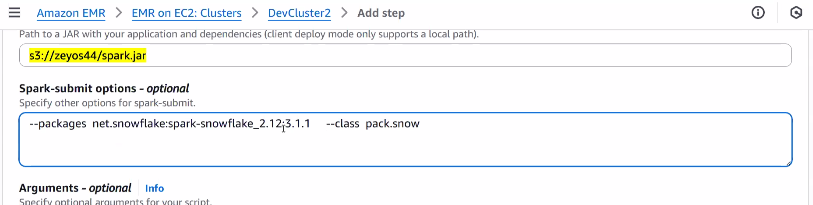 Amazon EMR > EMR on EC2: Clusters > DevCluster2 > Add step
Path to a JAR with your application and dependencies (client deploy mode only supports a local path).
s3://zeyos44/spark.jar
Spark-submit options - optional
Specify other options for spark-submit.
--packages net.snowflake:spark-snowflake_2.12:3.1.1 --class pack.snow
Arguments - optional Info
Specify optional arguments for your script.